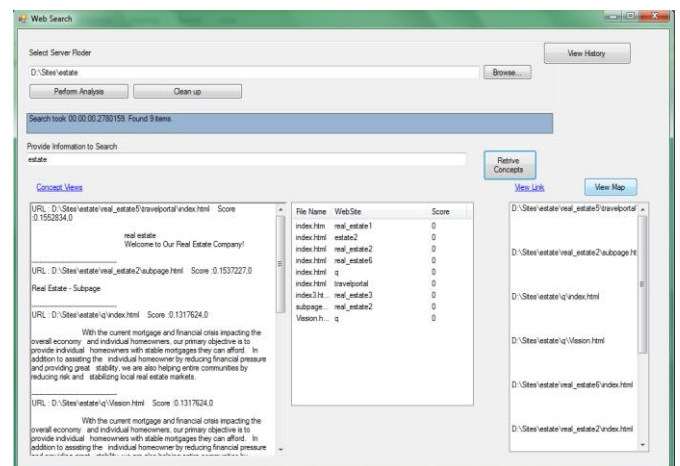 Web Search
Select Server Floder
View History
D:\Sites\estate
Browse...
Perform Analysis
Clean up
Search took 00:00:00.2780159. Found 9 items.
Provide Information to Search
estate
Retrive
Concepts
Concept Views
View Link
View Map
URL : D:\Sites\estate\real_estate5\travelportal\index.html Score
:0.1552834,0
real estate
Welcome to Our Real Estate Company!
URL : D:\Sites\estate\real_estate2\subpage.html Score :0.1537227,0
Real Estate - Subpage
URL : D:\Sites\estate\q\index.html Score :0.1317624,0
With the current mortgage and financial crisis impacting the
overall economy and individual homeowners, our primary objective is to
provide individual homeowners with stable mortgages they can afford. In
addition to assisting the individual homeowner by reducing financial pressure
and providing great stability, we are also helping entire communities by
reducing risk and stabilizing local real estate markets.
URL : D:\Sites\estate\q\Vission.html Score :0.1317624,0
With the current mortgage and financial crisis impacting the
overall economy and individual homeowners, our primary objective is to
provide individual homeowners with stable mortgages they can afford. In
addition to assisting the individual homeowner by reducing financial pressure
and providing great stability, we are also helping entire communities by
File Name WebSite Score
index.htm real_estate1 0
index.html estate2 0
index.html real_estate2 0
index.html real_estate6 0
index.html q 0
index.html travelportal 0
index3.ht... real_estate3 0
subpage... real_estate2 0
Vission.h... q 0
D:\Sites\estate\real_estate5\travelportal
D:\Sites\estate\real_estate2\subpage.ht
D:\Sites\estate\q\index.html
D:\Sites\estate\q\Vission.html
D:\Sites\estate\real_estate6\index.html
D:\Sites\estate\real_estate2\index.html